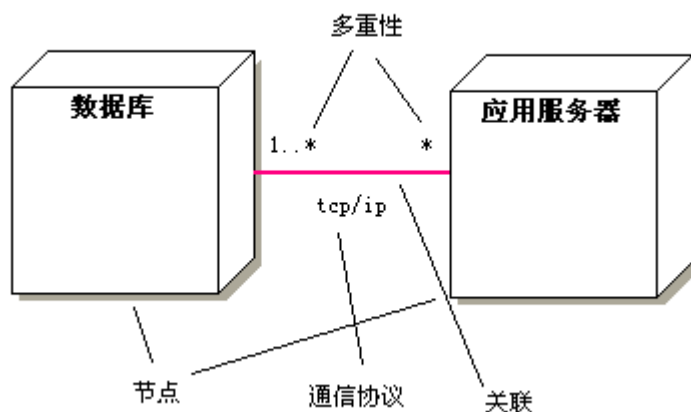 多重性
数据库
应用服务器
1..*
*
tcp/ip
节点
通信协议
关联